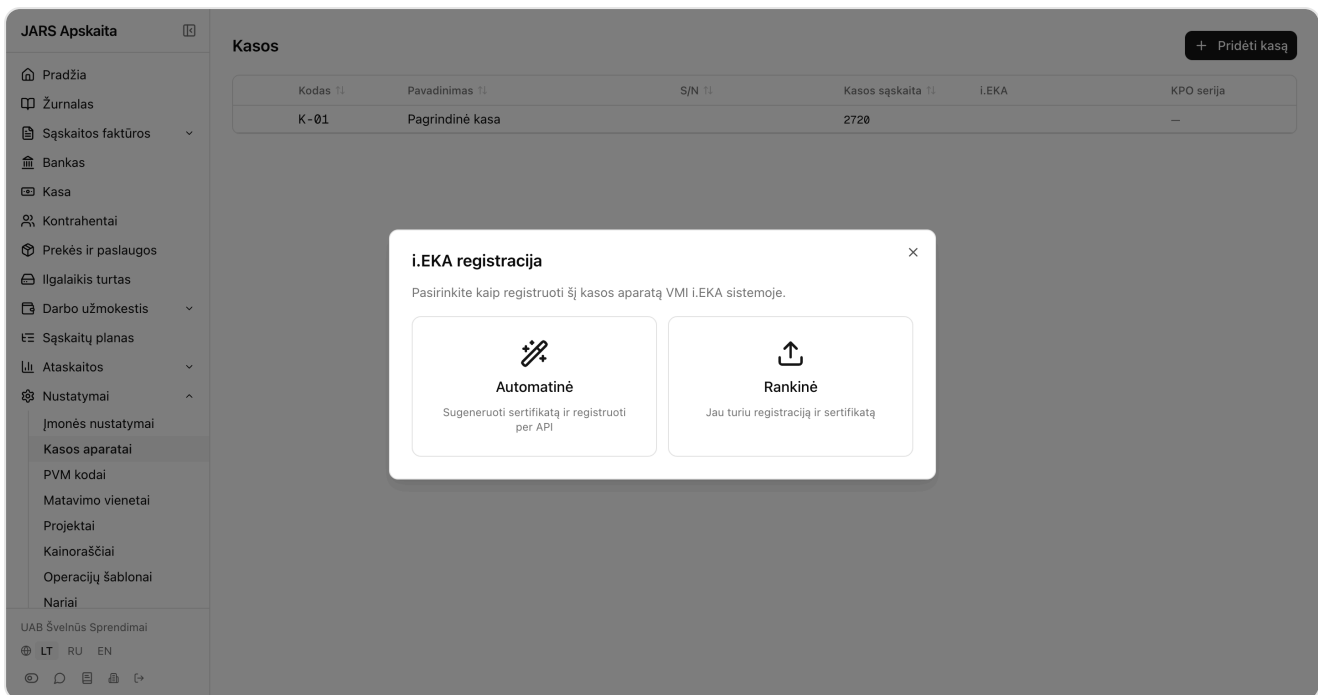 JARS Apskaita
Pradžia
Žurnalas
Sąskaitos faktūros
Bankas
Kasa
Kontrahentai
Prekės ir paslaugos
Ilgalaikis turtas
Darbo užmokestis
Sąskaitų planas
Ataskaitos
Nustatymai
Įmonės nustatymai
Kasos aparatai
PVM kodai
Matavimo vienetai
Projektai
Kainoraščiai
Operacijų šablonai
Nariai
UAB Švelnūs Sprendimai
LT RU EN
Kasos
+ Pridėti kasą
Kodas Pavadinimas S/N Kasos sąskaita i.EKA KPO serija
K-01 Pagrindinė kasa 2720 —
i.EKA registracija
Pasirinkite kaip registruoti šį kasos aparatą VMI i.EKA sistemoje.
Automatinė
Sugeneruoti sertifikatą ir registruoti
per API
Rankinė
Jau turiu registraciją ir sertifikatą